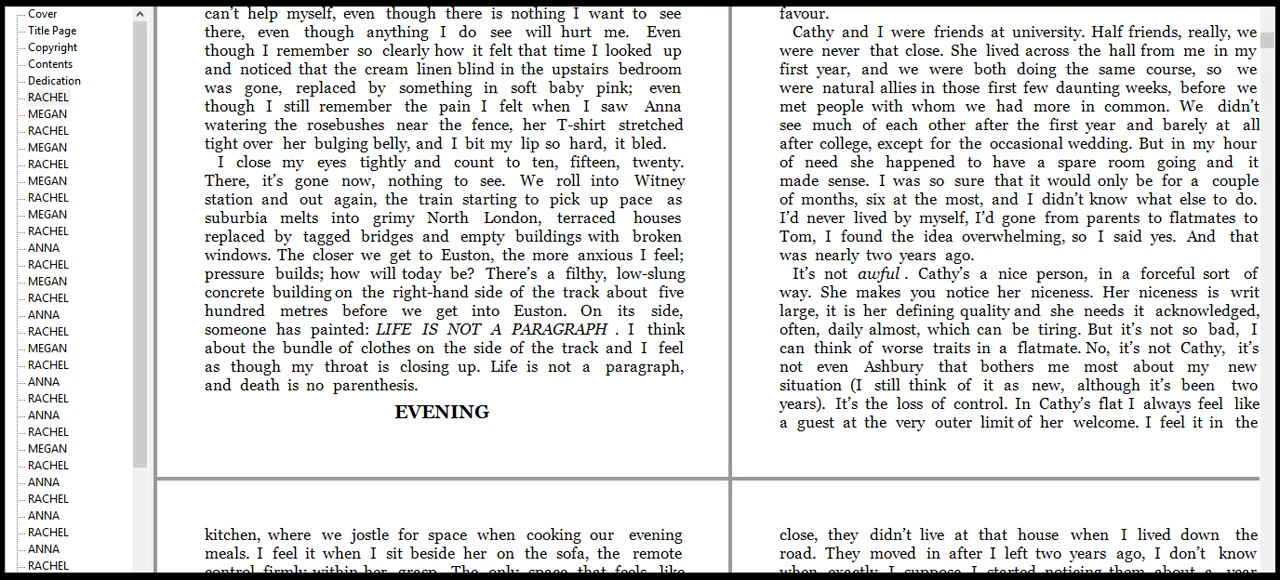 Cover
Title Page
Copyright
Contents
Dedication
RACHEL
MEGAN
RACHEL
MEGAN
RACHEL
MEGAN
RACHEL
MEGAN
RACHEL
ANNA
RACHEL
MEGAN
RACHEL
ANNA
RACHEL
MEGAN
RACHEL
ANNA
RACHEL
ANNA
RACHEL
MEGAN
RACHEL
ANNA
RACHEL
ANNA
RACHEL
ANNA
RACHEL
can't help myself, even though there is nothing I want to see
there, even though anything I do see will hurt me. Even
though I remember so clearly how it felt that time I looked up
and noticed that the cream linen blind in the upstairs bedroom
was gone, replaced by something in soft baby pink; even
though I still remember the pain I felt when I saw Anna
watering the rosebushes near the fence, her T-shirt stretched
tight over her bulging belly, and I bit my lip so hard, it bled.
I close my eyes tightly and count to ten, fifteen, twenty.
There, it's gone now, nothing to see. We roll into Witney
station and out again, the train starting to pick up pace as
suburbia melts into grimy North London, terraced houses
replaced by tagged bridges and empty buildings with broken
windows. The closer we get to Euston, the more anxious I feel;
pressure builds; how will today be? There's a filthy, low-slung
concrete building on the right-hand side of the track about five
hundred metres before we get into Euston. On its side,
someone has painted: LIFE IS NOT A PARAGRAPH . I think
about the bundle of clothes on the side of the track and I feel
as though my throat is closing up. Life is not a paragraph,
and death is no parenthesis.
EVENING
favour.
Cathy and I were friends at university. Half friends, really, we
were never that close. She lived across the hall from me in my
first year, and we were both doing the same course, so we
were natural allies in those first few daunting weeks, before we
met people with whom we had more in common. We didn't
see much of each other after the first year and barely at all
after college, except for the occasional wedding. But in my hour
of need she happened to have a spare room going and it
made sense. I was so sure that it would only be for a couple
of months, six at the most, and I didn't know what else to do.
I'd never lived by myself, I'd gone from parents to flatmates to
Tom, I found the idea overwhelming, so I said yes. And that
was nearly two years ago.
It's not awful . Cathy's a nice person, in a forceful sort of
way. She makes you notice her niceness. Her niceness is writ
large, it is her defining quality and she needs it acknowledged,
often, daily almost, which can be tiring. But it's not so bad, I
can think of worse traits in a flatmate. No, it's not Cathy, it's
not even Ashbury that bothers me most about my new
situation (I still think of it as new, although it's been two
years). It's the loss of control. In Cathy's flat I always feel like
a guest at the very outer limit of her welcome. I feel it in the
kitchen, where we jostle for space when cooking our evening
meals. I feel it when I sit beside her on the sofa, the remote
control firmly within her grasp. The only space that feels like
close, they didn't live at that house when I lived down the
road. They moved in after I left two years ago, I don't know
when exactly. I suppose I started noticing them about a year